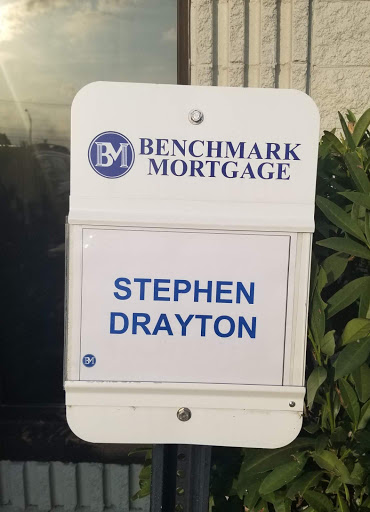 BM
BENCHMARK
MORTGAGE
STEPHEN
DRAYTON
BM